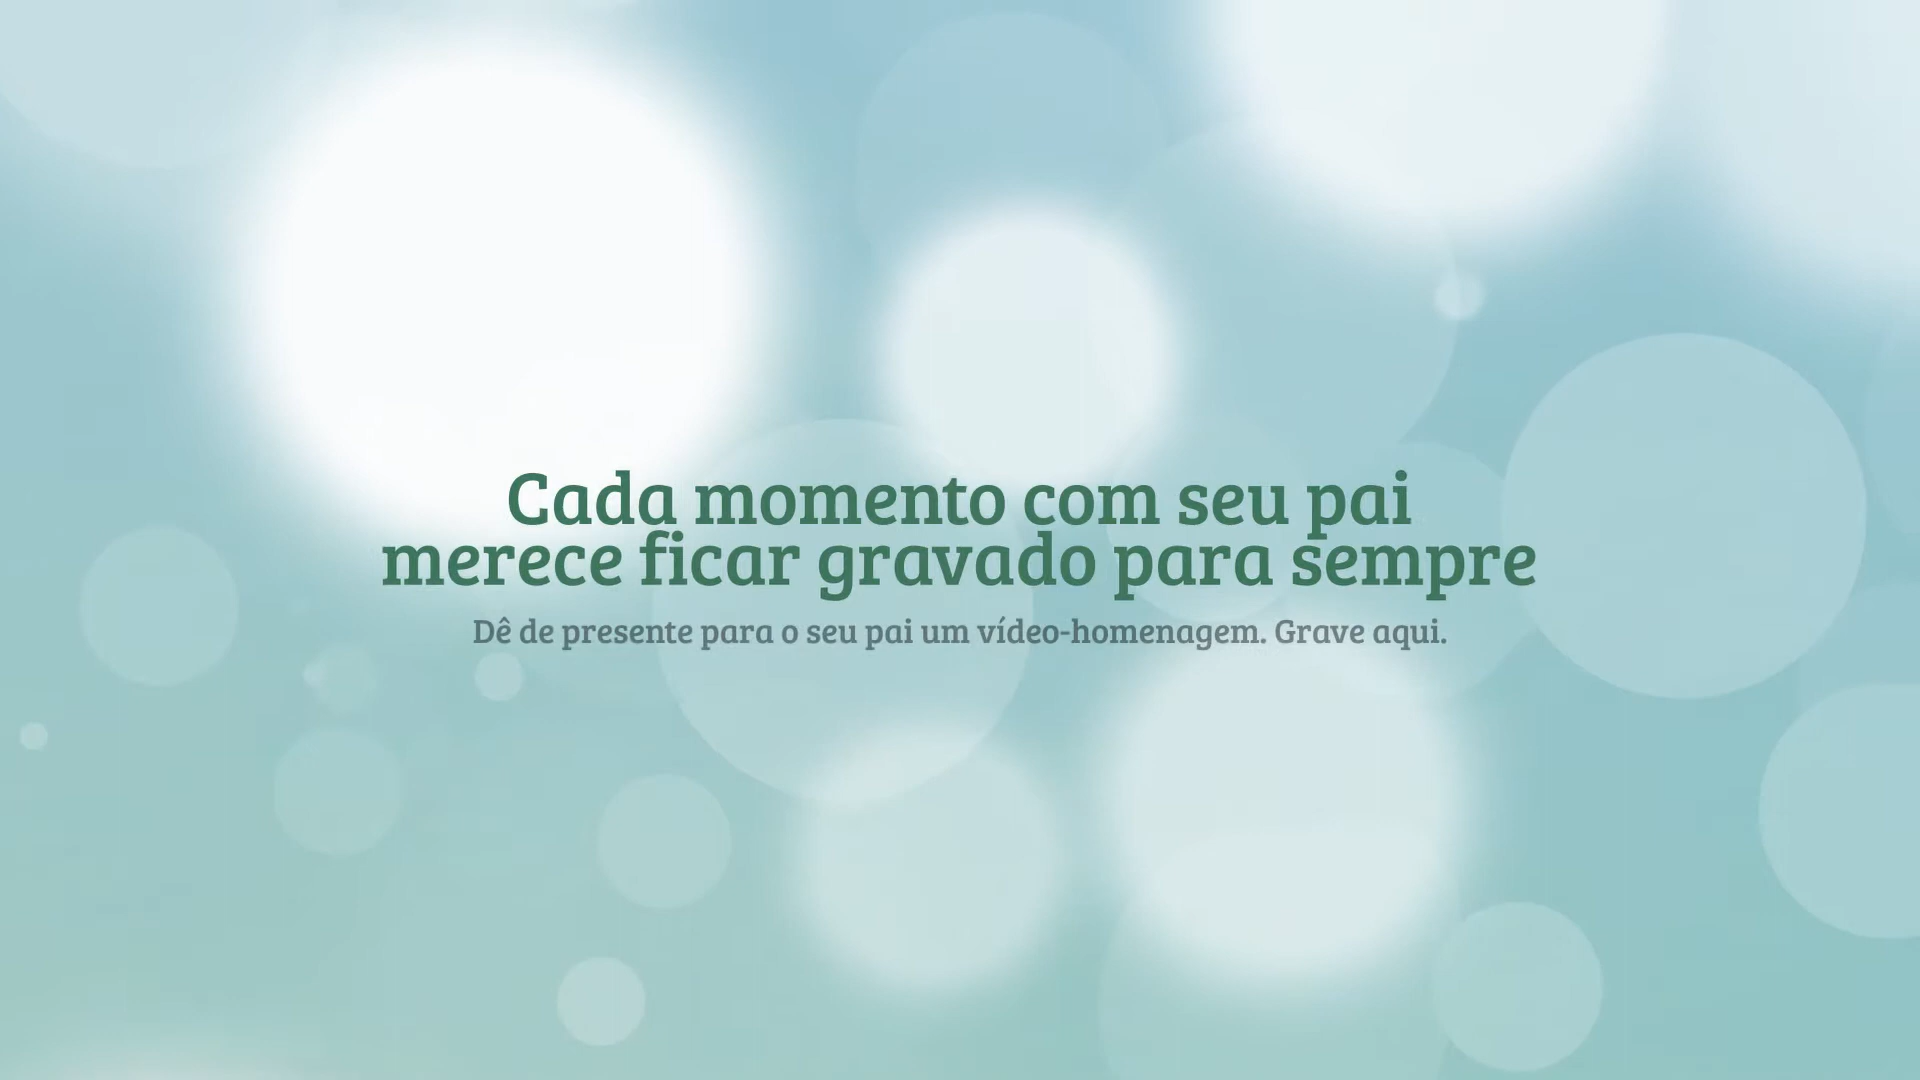 Cada momento com seu pai
merece ficar gravado para sempre
Dê de presente para o seu pai um vídeo-homenagem. Grave aqui.